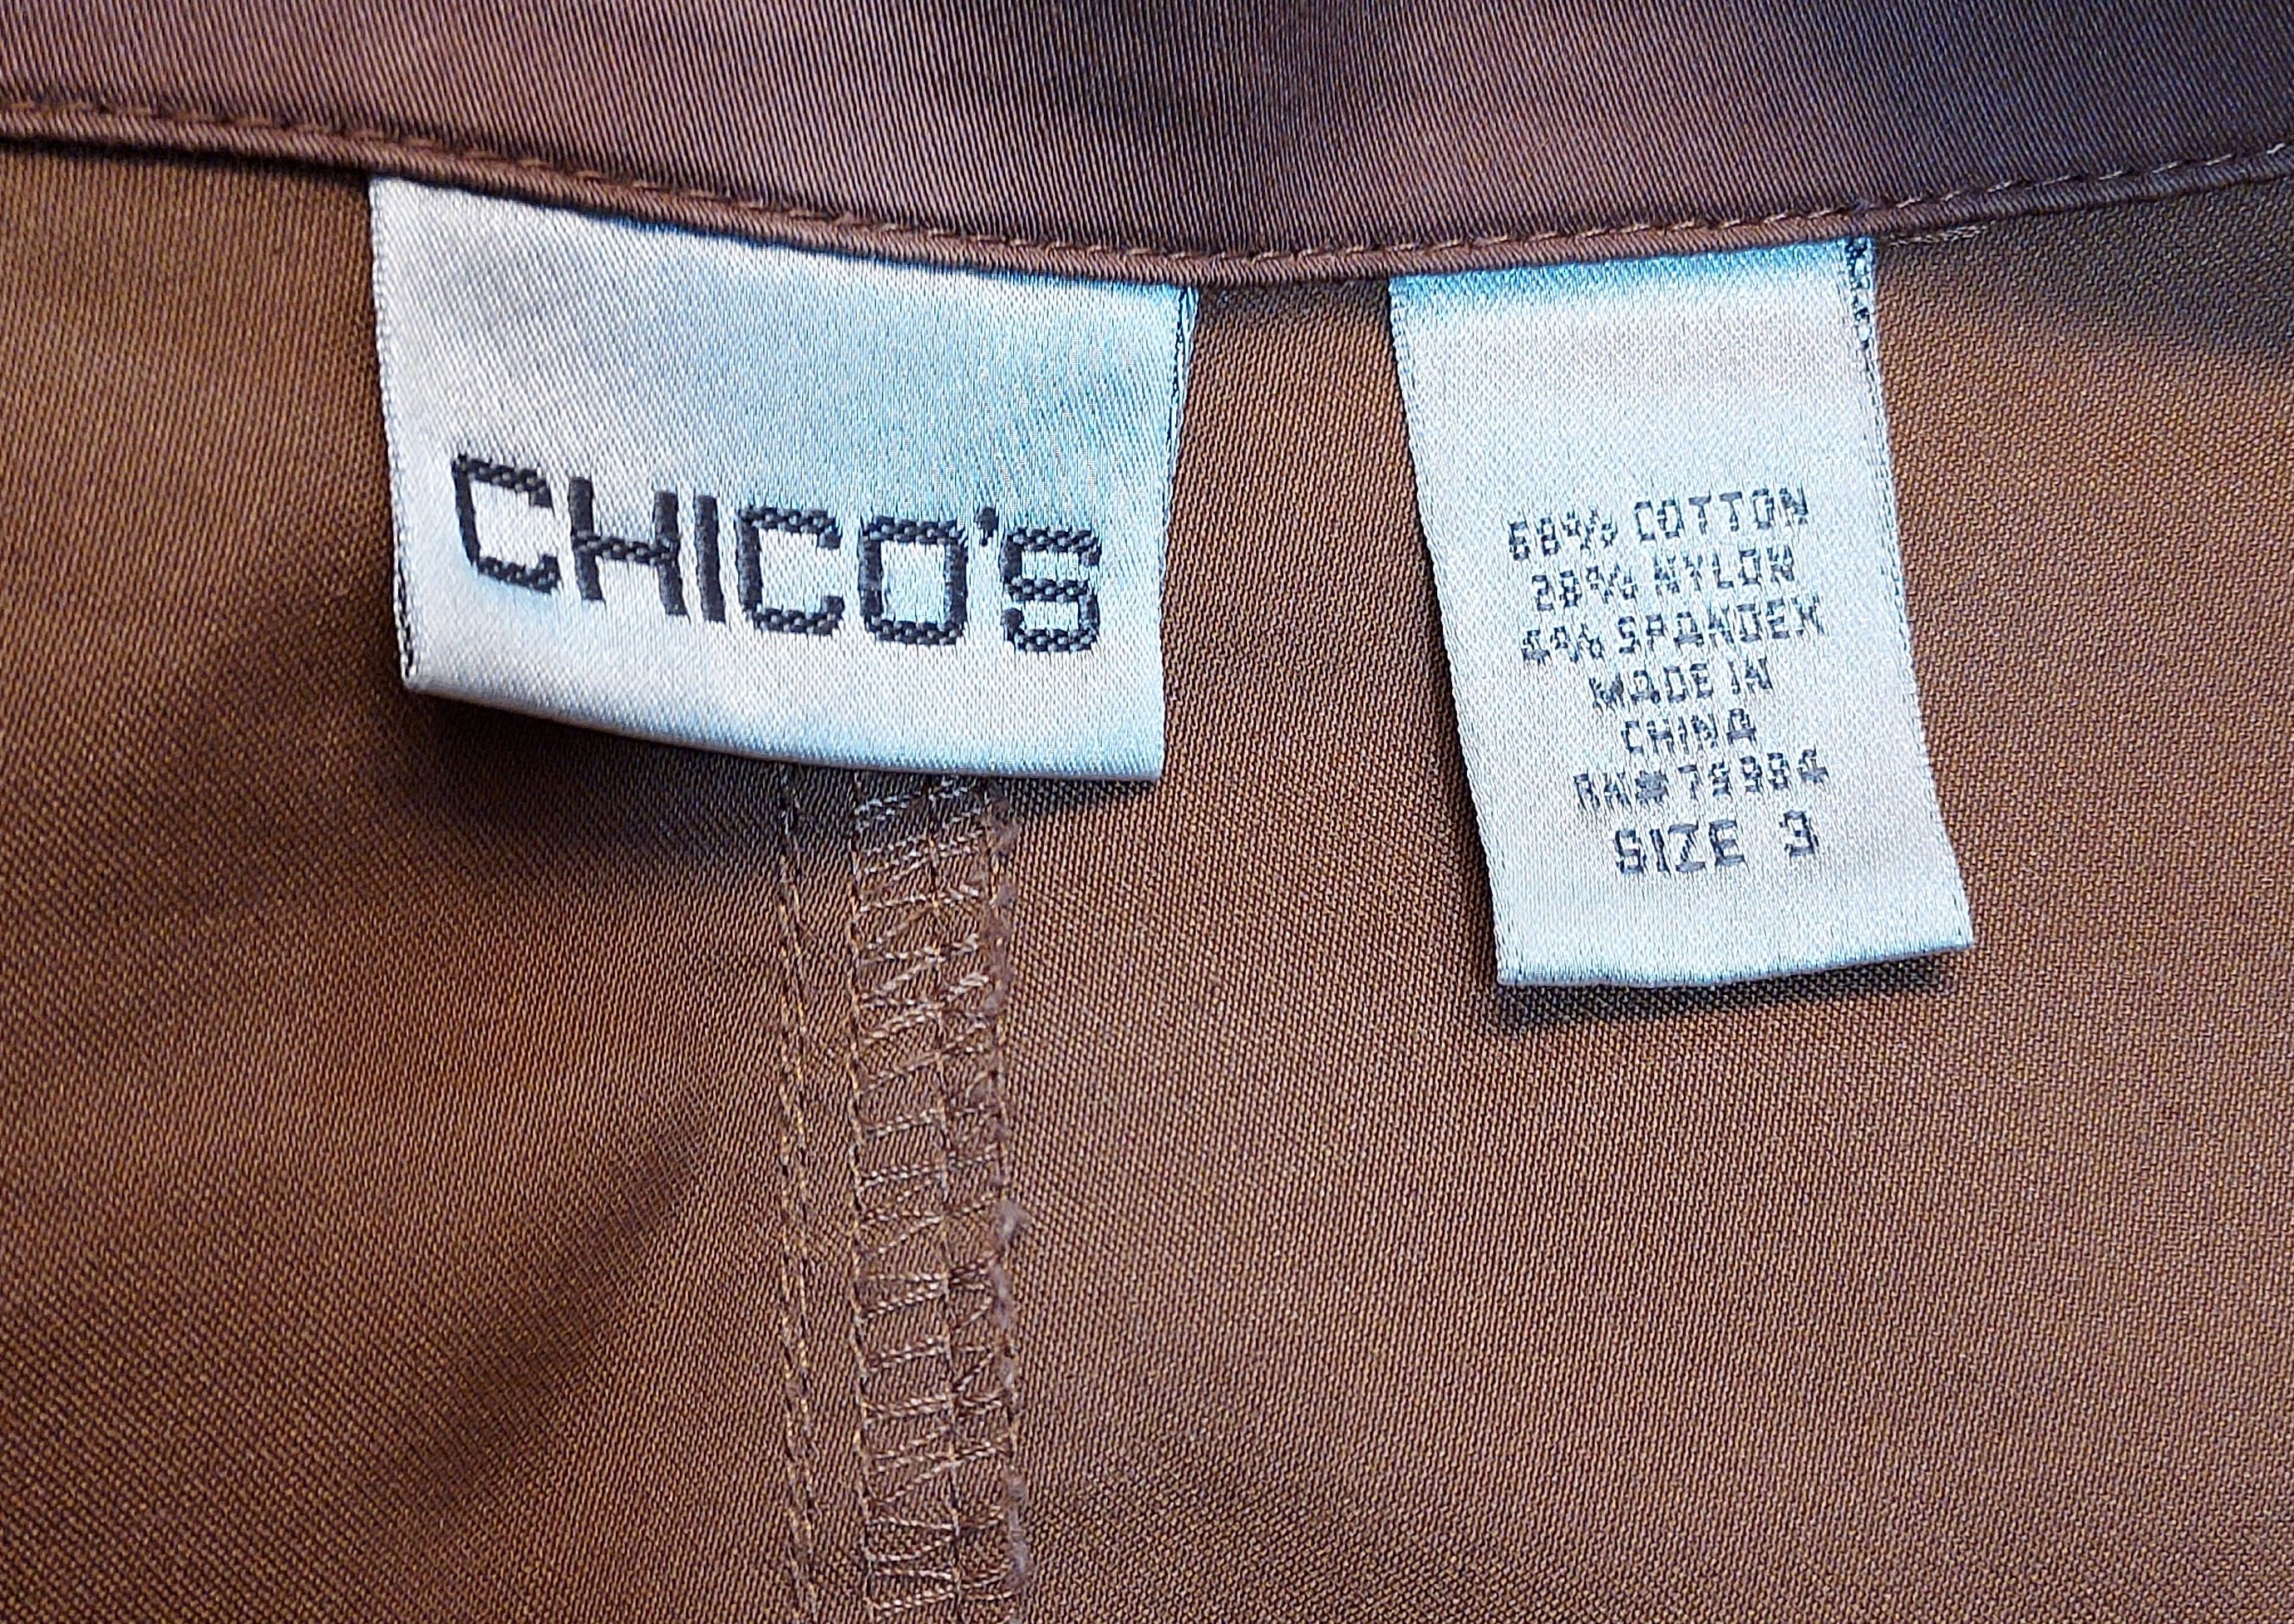 CHICO'S
68% COTTON
28% NYLON
4% SPANDEX
MADE IN
CHINA
RN# 79984
SIZE 3